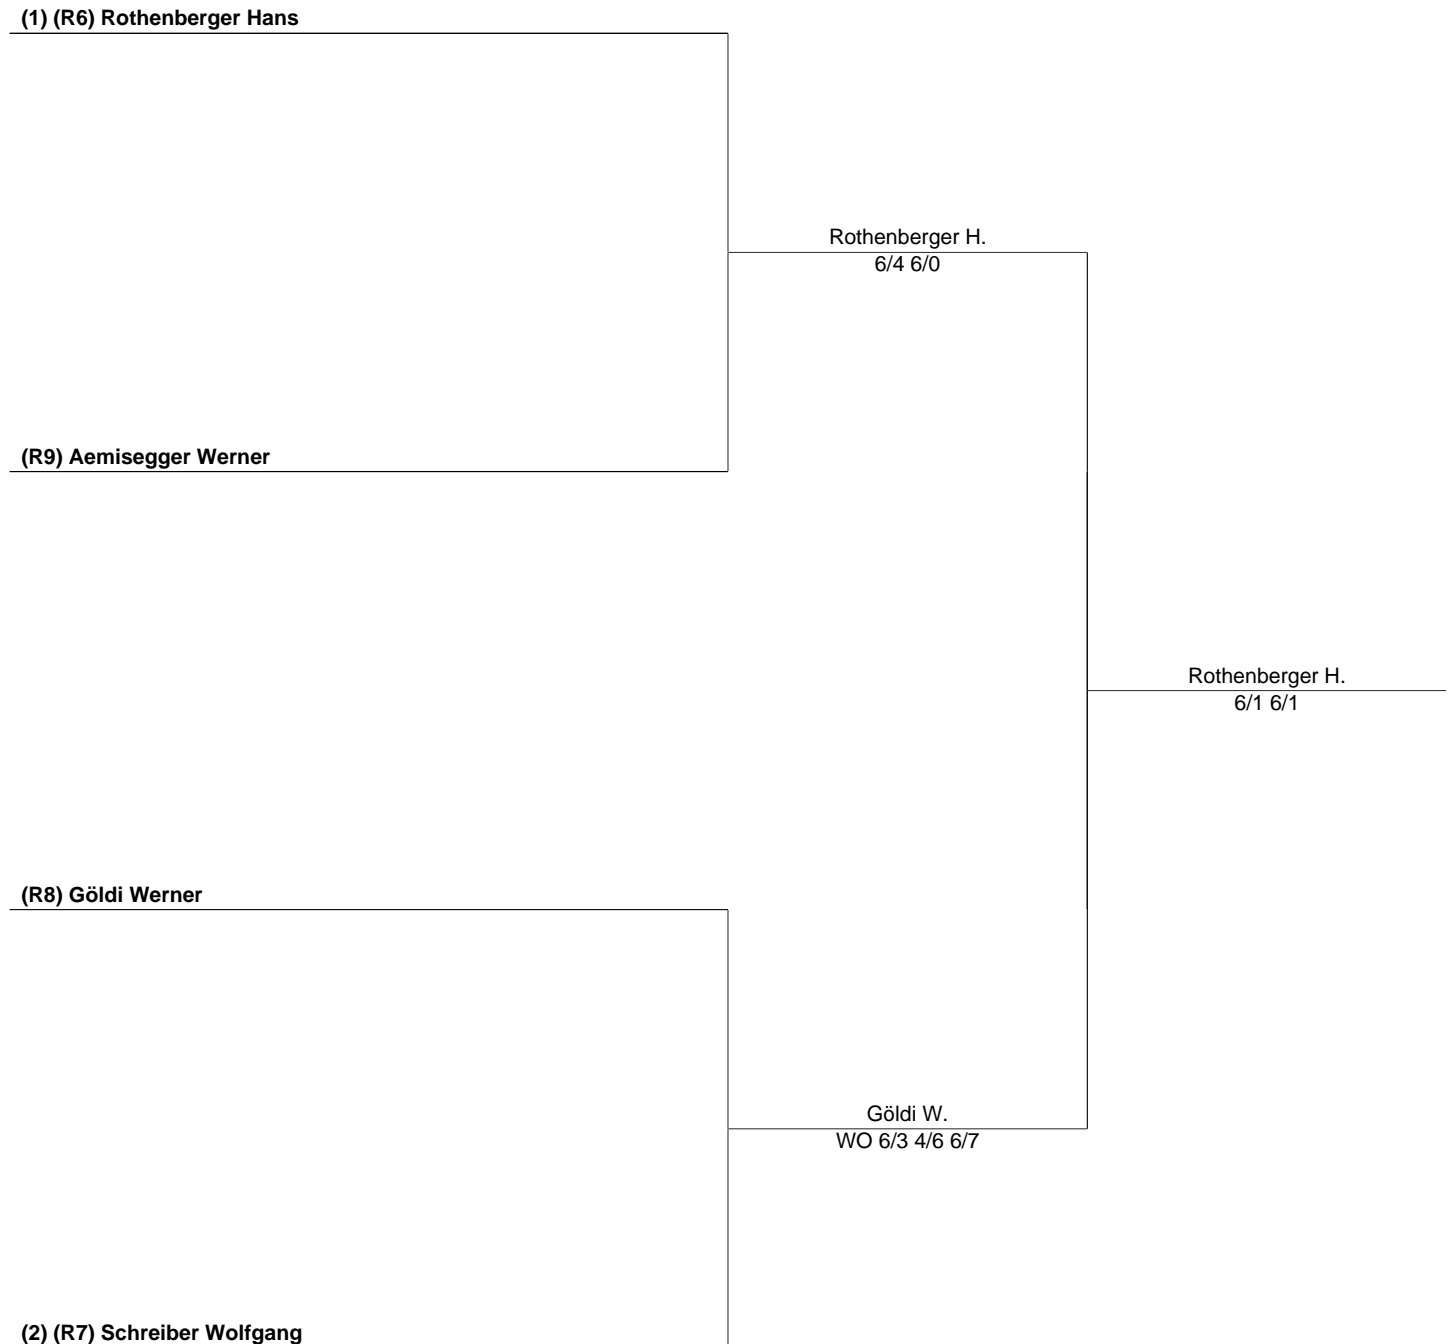 (1) (R6) Rothenberger Hans
Rothenberger H.
6/4 6/0
(R9) Aemisegger Werner
Rothenberger H.
6/1 6/1
(R8) Göldi Werner
Göldi W.
WO 6/3 4/6 6/7
(2) (R7) Schreiber Wolfgang